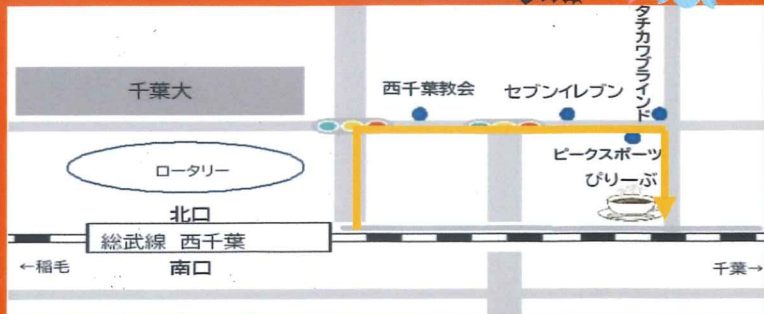 タチカワブラインド
千葉大
西千葉教会
セブンイレブン
ピークスポーツ
ロータリー
びりーぶ
北口
総武線 西千葉
←稲毛
南口
千葉→